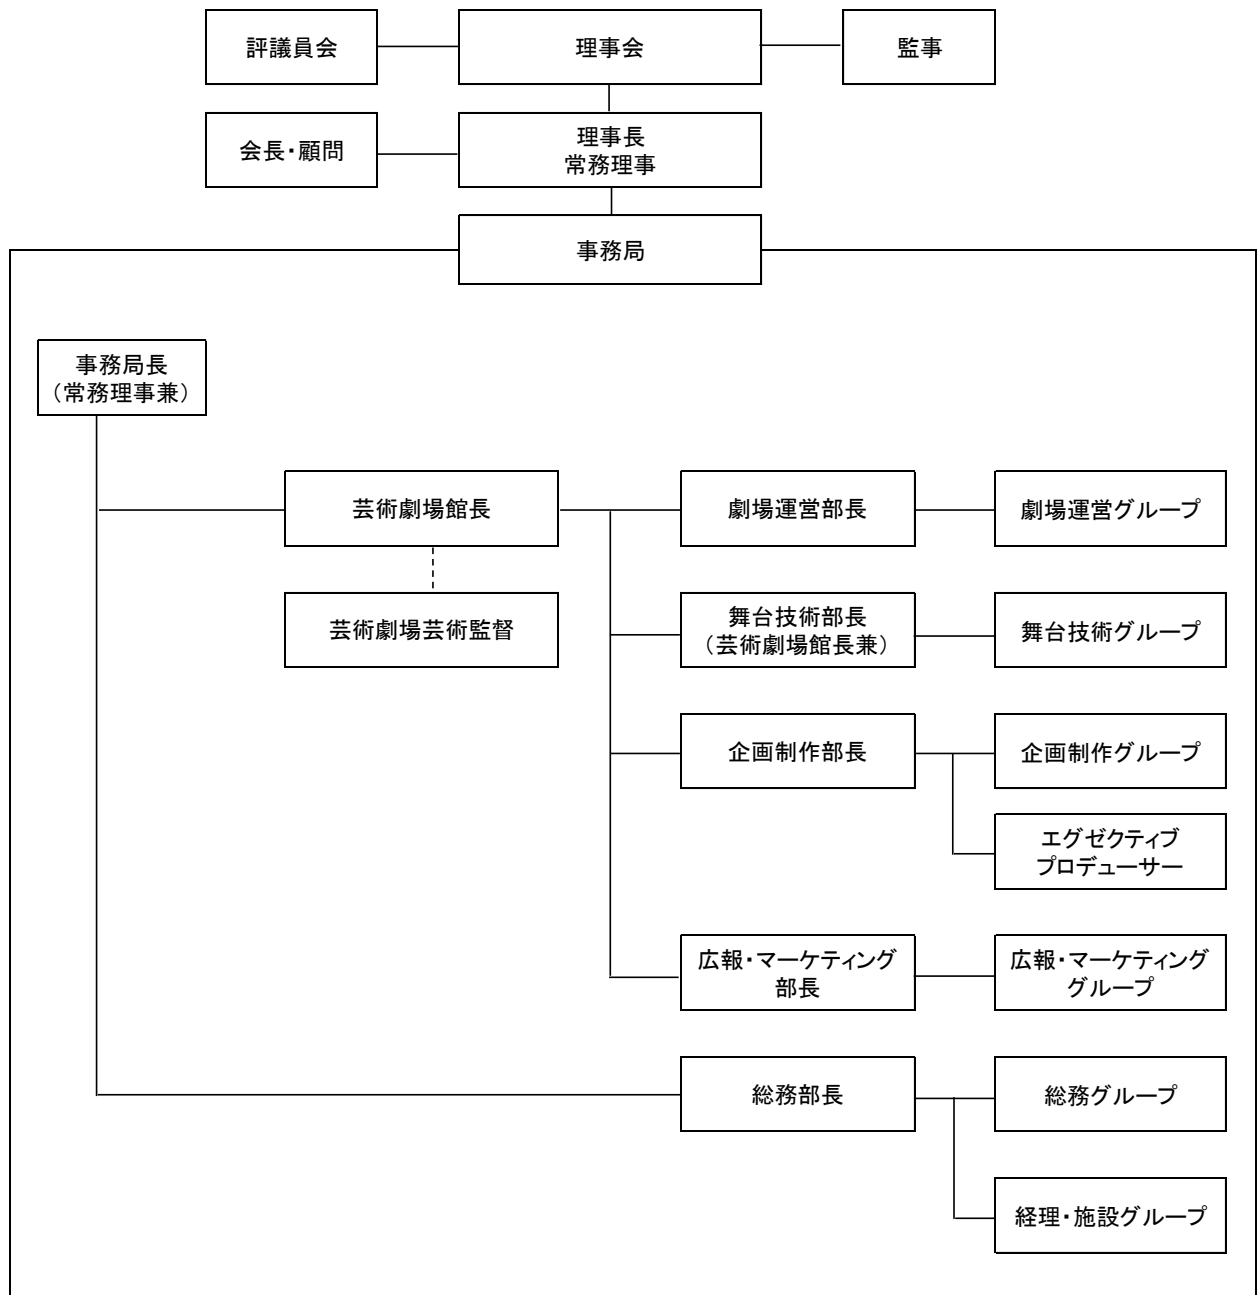 評議員会
理事会
監事
会長・顧問
理事長
常務理事
事務局
事務局長
（常務理事兼）
芸術劇場館長
劇場運営部長
劇場運営グループ
芸術劇場芸術監督
舞台技術部長
（芸術劇場館長兼）
舞台技術グループ
企画制作部長
企画制作グループ
エグゼクティブ
プロデューサー
広報・マーケティング
部長
広報・マーケティング
グループ
総務部長
総務グループ
経理・施設グループ